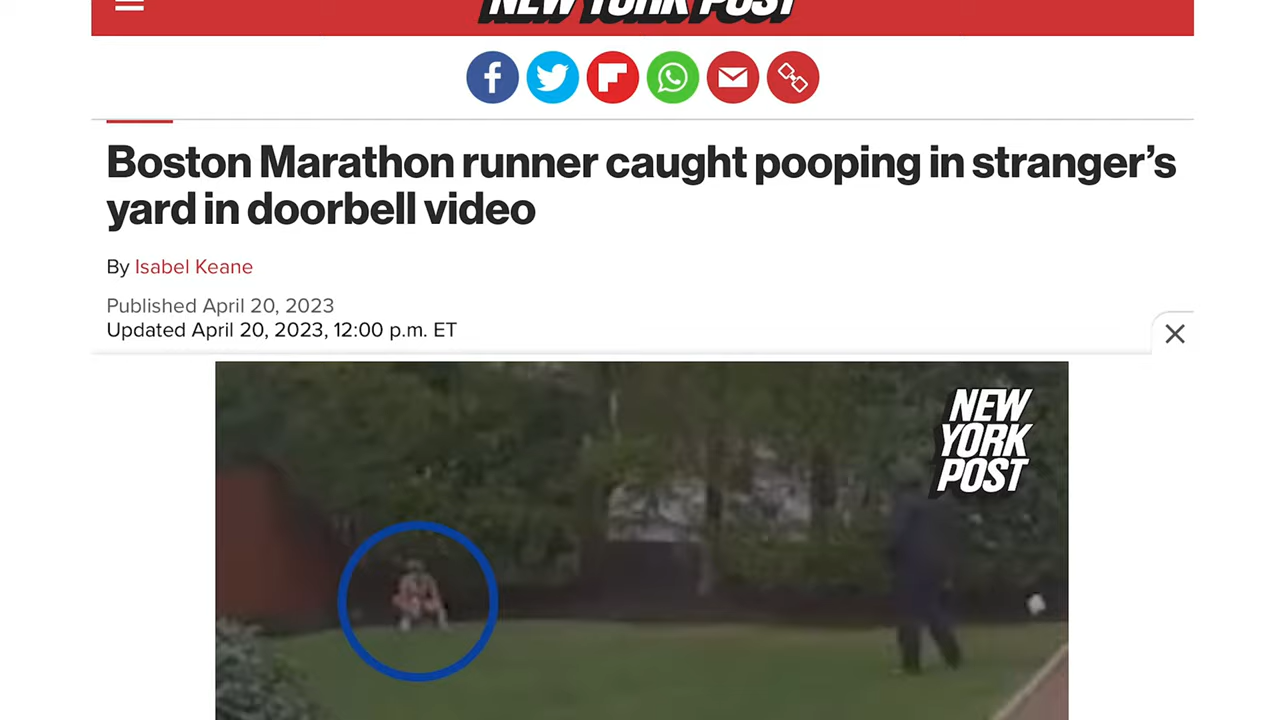 NEW YORK POST
Boston Marathon runner caught pooping in stranger’s
yard in doorbell video
By Isabel Keane
Published April 20, 2023
Updated April 20, 2023, 12:00 p.m. ET
NEW
YORK
POST